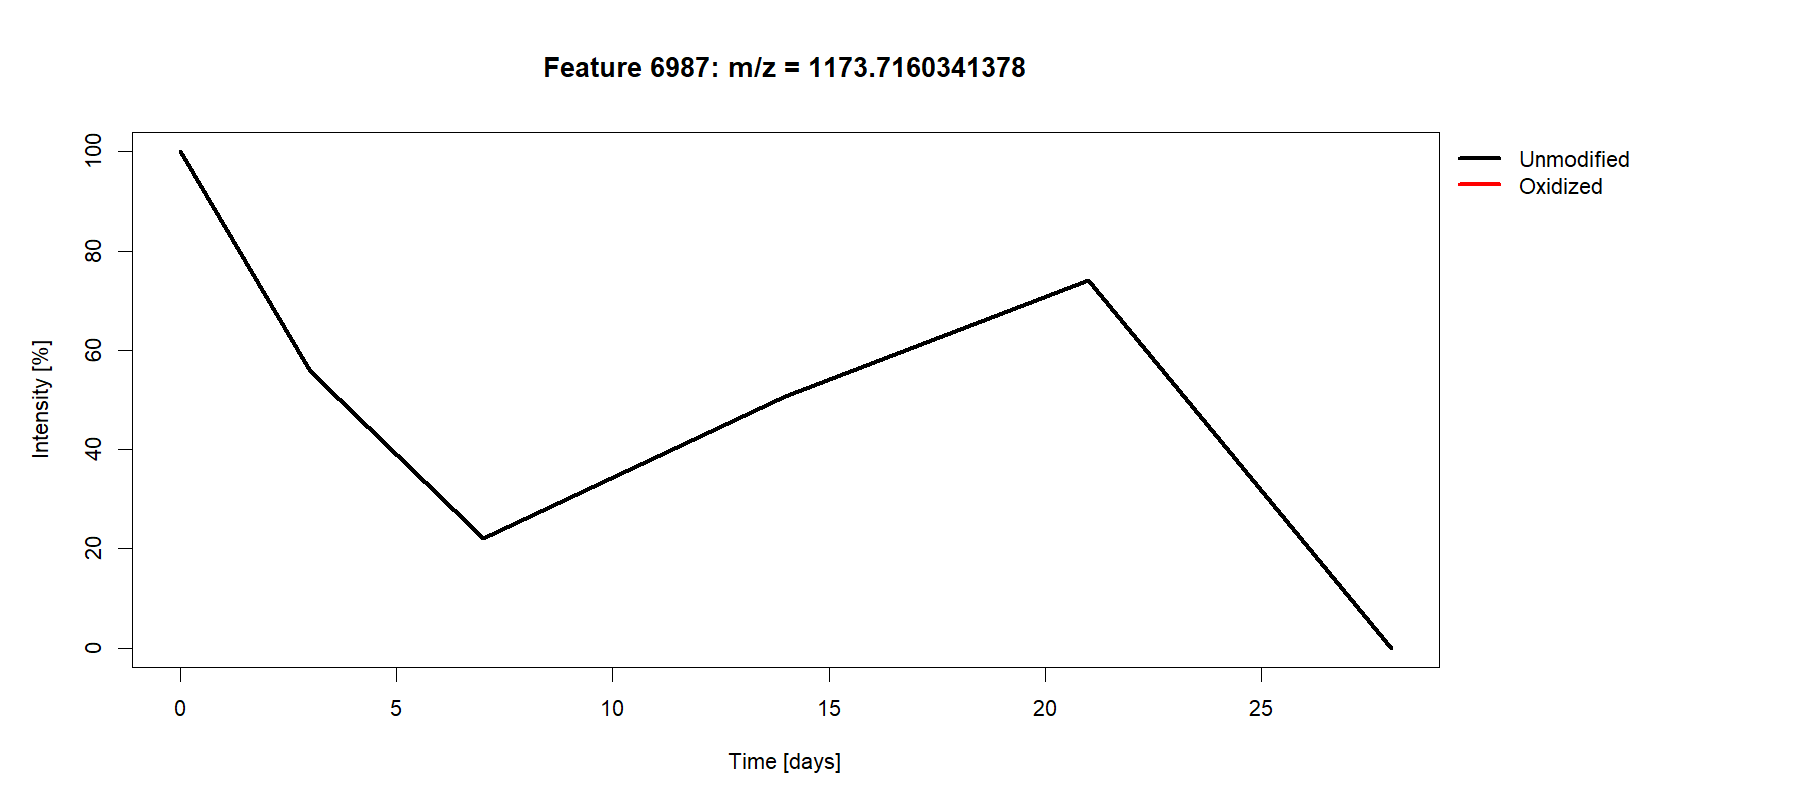 Feature 6987: m/z = 1173.7160341378
Unmodified
Oxidized
Intensity [%]
100
80
60
40
20
0
0 5 10 15 20 25
Time [days]